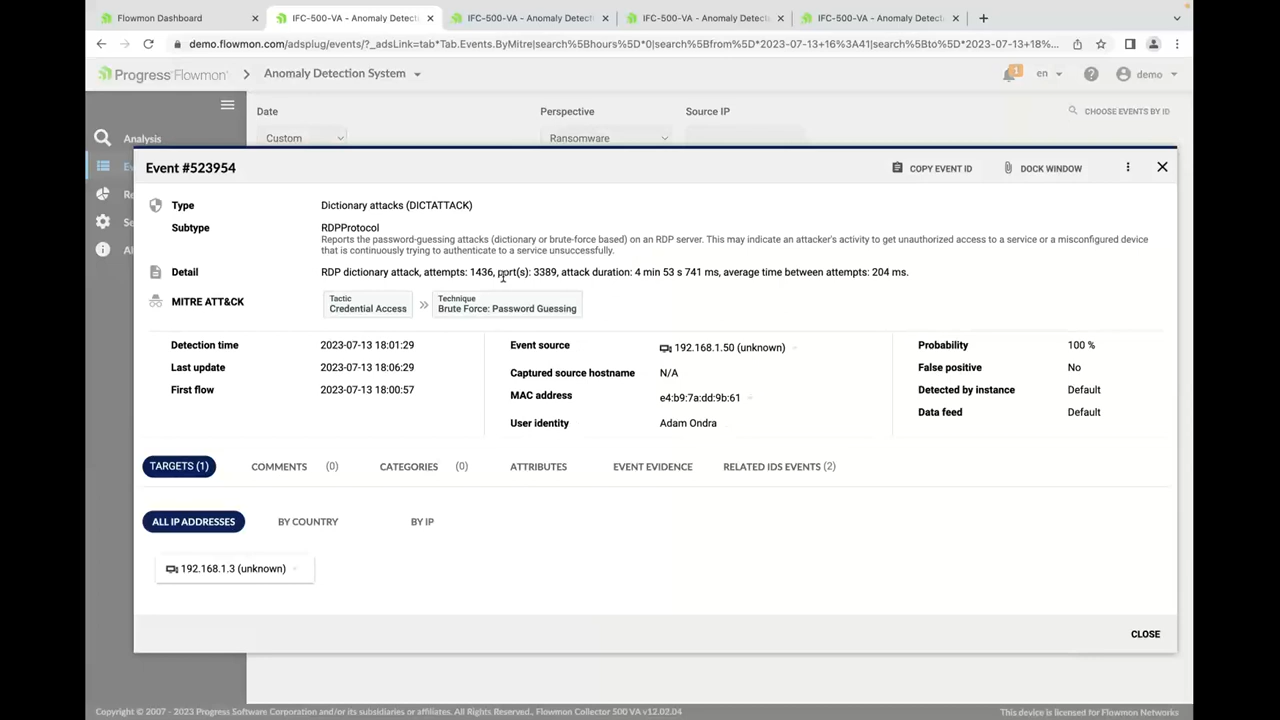 Flowmon Dashboard
IFC-500-VA - Anomaly Detecti
IFC-500-VA - Anomaly Detect
IFC-500-VA - Anomaly Detect
IFC-500-VA - Anomaly Detect
demo.flowmon.com/adsplug/events/?_adsLink=tab*Tab.Events.ByMitre|search%5Bhours%5D*0|search%5Bfrom%5D*2023-07-13+16%3A41|search%5Bto%5D*2023-07-13+18%...
Progress Flowmon
Anomaly Detection System
1
en
demo
Date
Perspective
Source IP
CHOOSE EVENTS BY ID
Analysis
Custom
Ransomware
Event #523954
COPY EVENT ID
DOCK WINDOW
Type
Dictionary attacks (DICTATTACK)
Subtype
RDPProtocol
Reports the password-guessing attacks (dictionary or brute-force based) on an RDP server. This may indicate an attacker's activity to get unauthorized access to a service or a misconfigured device
that is continuously trying to authenticate to a service unsuccessfully.
Detail
RDP dictionary attack, attempts: 1436, port(s): 3389, attack duration: 4 min 53 s 741 ms, average time between attempts: 204 ms.
MITRE ATT&CK
Tactic
Credential Access
Technique
Brute Force: Password Guessing
Detection time
2023-07-13 18:01:29
Last update
2023-07-13 18:06:29
First flow
2023-07-13 18:00:57
Event source
192.168.1.50 (unknown)
Captured source hostname
N/A
MAC address
e4:b9:7a:dd:9b:61
User identity
Adam Ondra
Probability
100 %
False positive
No
Detected by instance
Default
Data feed
Default
TARGETS (1)
COMMENTS (0)
CATEGORIES (0)
ATTRIBUTES
EVENT EVIDENCE
RELATED IDS EVENTS (2)
ALL IP ADDRESSES
BY COUNTRY
BY IP
192.168.1.3 (unknown)
CLOSE
Copyright © 2007 - 2023 Progress Software Corporation and/or its subsidiaries or affiliates. All Rights Reserved., Flowmon Collector 500 VA v12.02.04
This device is licensed for Flowmon Networks